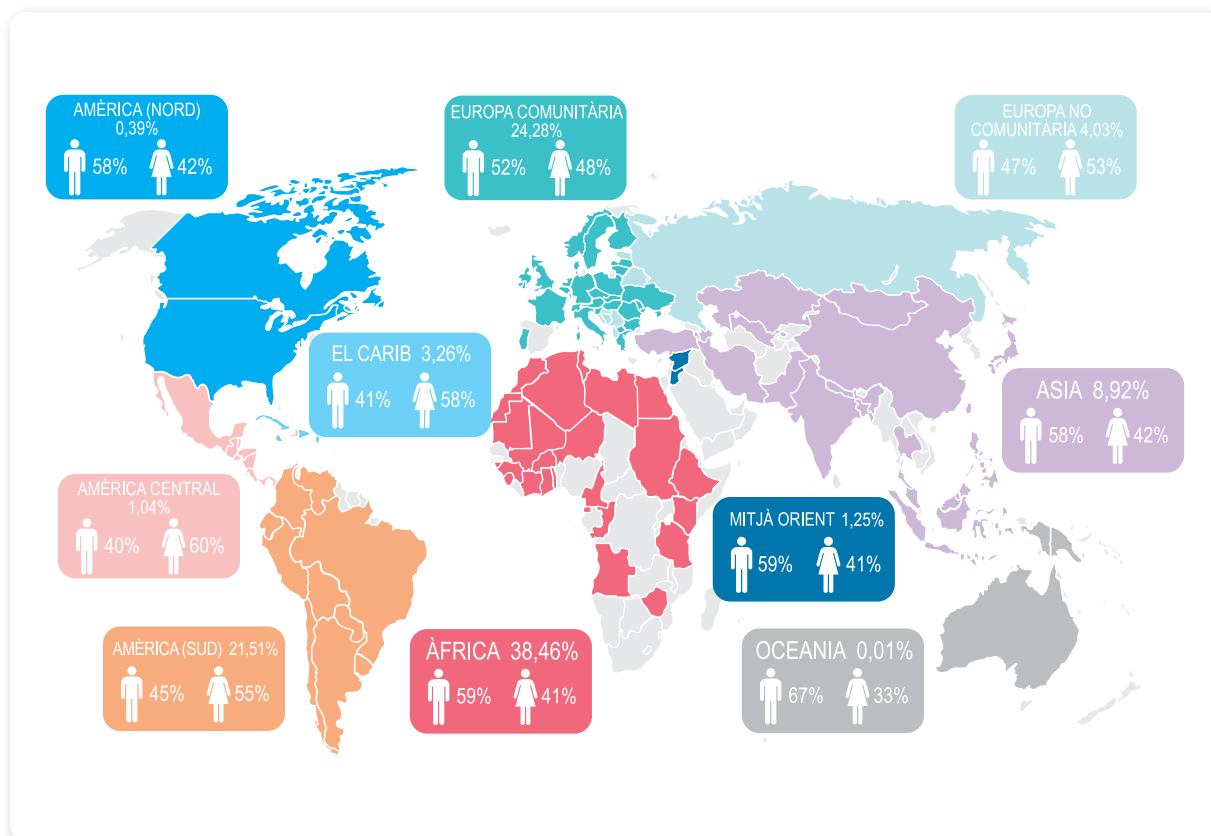 AMÈRICA (NORD)
0,39%
58% 42%
EUROPA COMUNITÀRIA
24,28%
52% 48%
EUROPA NO
COMUNITÀRIA 4,03%
47% 53%
EL CARIB 3,26%
41% 58%
ASIA 8,92%
58% 42%
AMÈRICA CENTRAL
1,04%
40% 60%
MITJÀ ORIENT 1,25%
59% 41%
AMÈRICA (SUD) 21,51%
45% 55%
ÀFRICA 38,46%
59% 41%
OCEANIA 0,01%
67% 33%